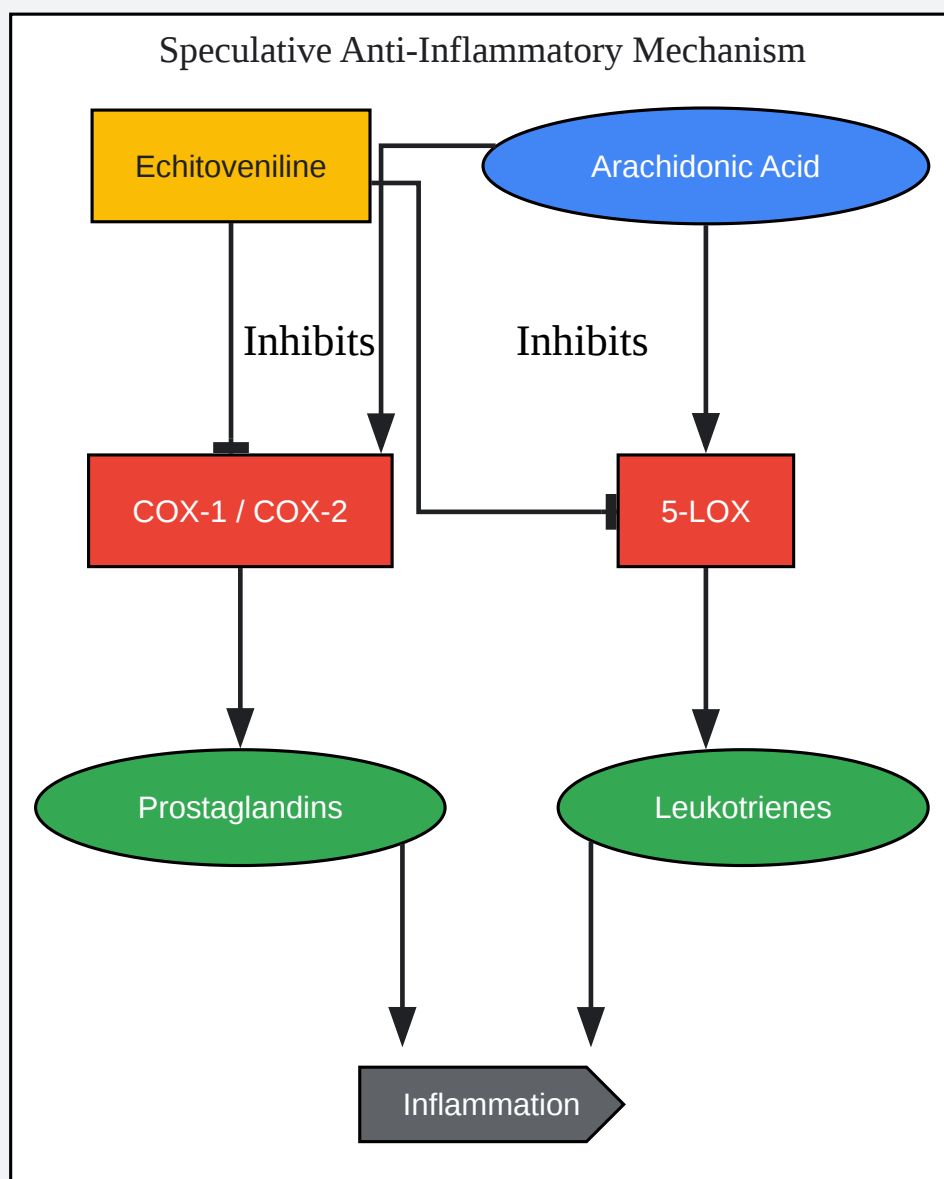 Speculative Anti-Inflammatory Mechanism
Echitoveniline
Arachidonic Acid
Inhibits
Inhibits
COX-1 / COX-2
5-LOX
Prostaglandins
Leukotrienes
Inflammation